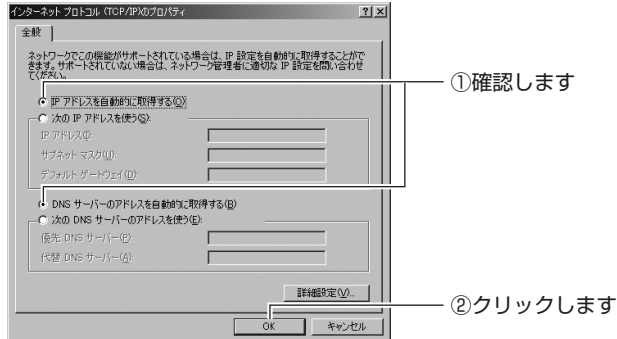 インターネット プロトコル (TCP/IP)のプロパティ
全般
ネットワークでこの機能がサポートされている場合は、IP 設定を自動的に取得することがで
きます。サポートされていない場合は、ネットワーク管理者に適切な IP 設定を問い合わせ
てください。
①確認します
IP アドレスを自動的に取得する(O)
次の IP アドレスを使う(S):
IP アドレス(I):
サブネット マスク(U):
デフォルト ゲートウェイ(D):
DNS サーバーのアドレスを自動的に取得する(B)
次の DNS サーバーのアドレスを使う(E):
優先 DNS サーバー(P):
代替 DNS サーバー(A):
詳細設定(V)...
②クリックします
OK
キャンセル